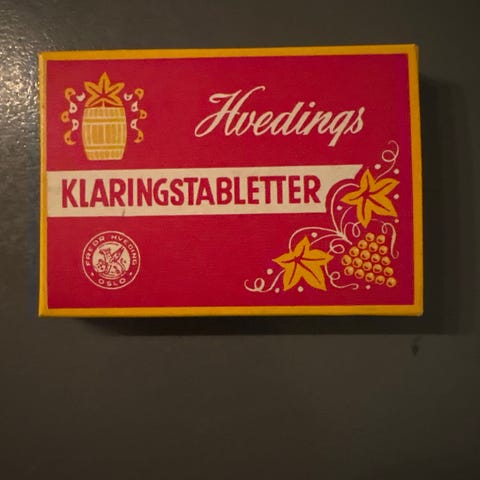 Hvedings
KLARINGSTABLETTER
FREDR HVEDING
OSLO